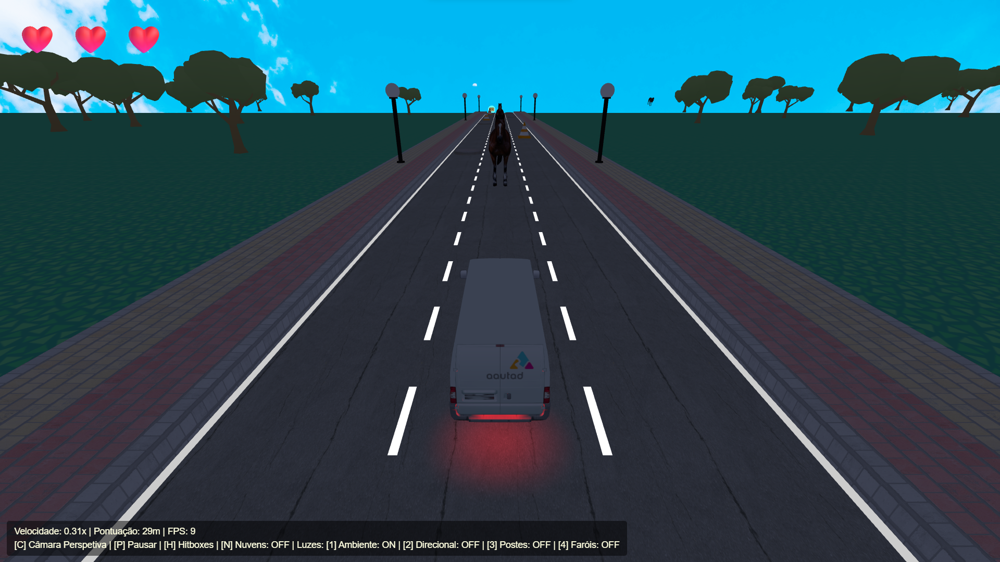 aautad
Velocidade: 0.31x | Pontuação: 29m | FPS: 9
[C] Câmara Perspetiva | [P] Pausar | [H] Hitboxes | [N] Nuvens: OFF | Luzes: [1] Ambiente: ON | [2] Direcional: OFF | [3] Postes: OFF | [4] Faróis: OFF